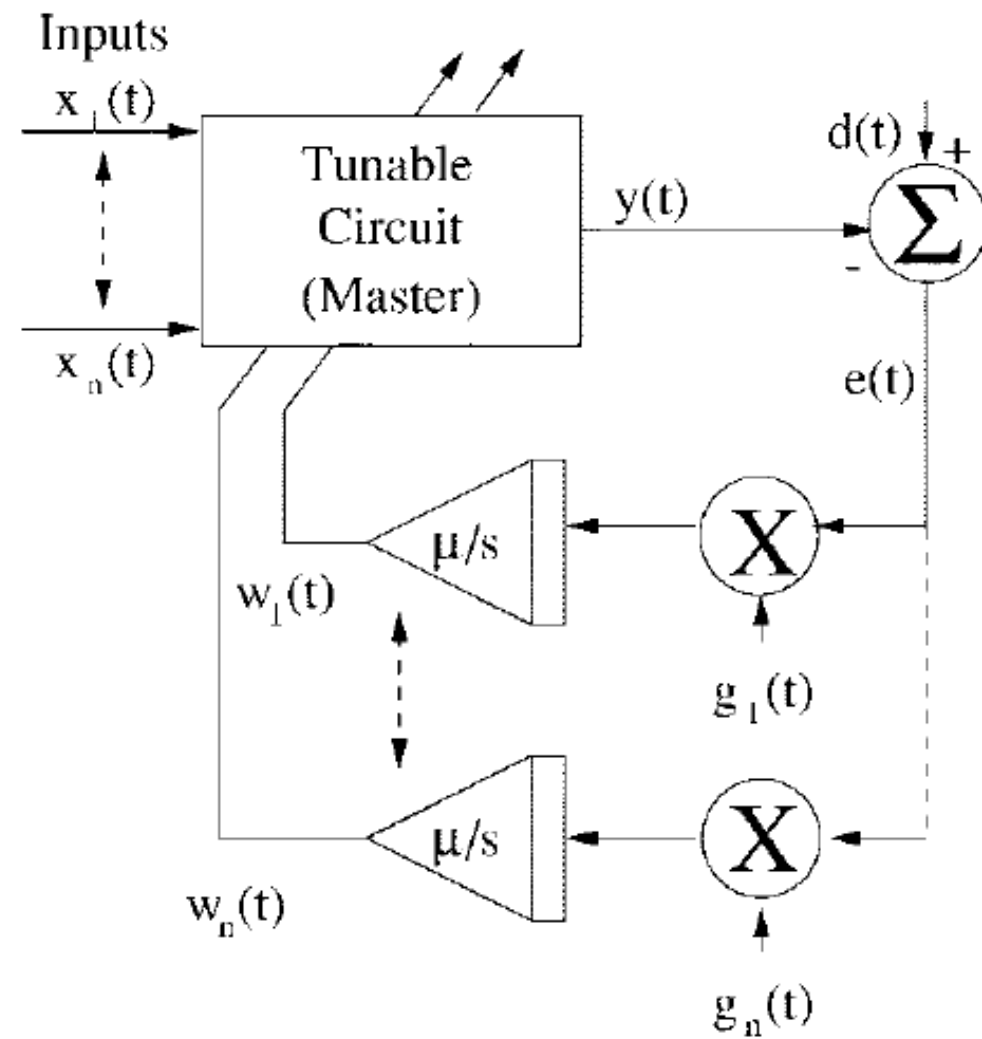 Inputs
x₁(t)
Tunable
Circuit
(Master)
xₙ(t)
y(t)
d(t)
+
Σ
-
e(t)
μ/s
X
w₁(t)
g₁(t)
μ/s
X
wₙ(t)
gₙ(t)